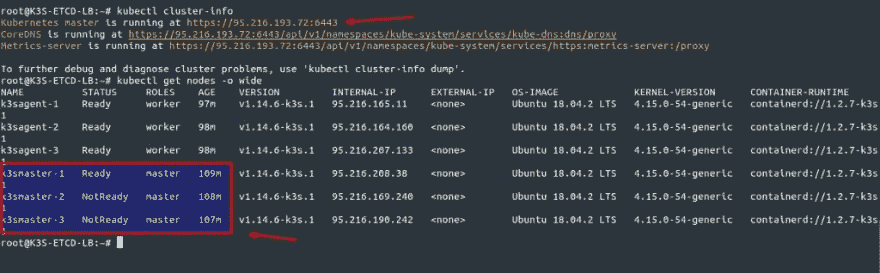 root@K3S-ETCD-LB:~# kubectl cluster-info
Kubernetes master is running at https://95.216.193.72:6443
CoreDNS is running at https://95.216.193.72:6443/api/v1/namespaces/kube-system/services/kube-dns:dns/proxy
Metrics-server is running at https://95.216.193.72:6443/api/v1/namespaces/kube-system/services/https:metrics-server:/proxy
To further debug and diagnose cluster problems, use 'kubectl cluster-info dump'.
root@K3S-ETCD-LB:~# kubectl get nodes -o wide
NAME STATUS ROLES AGE VERSION INTERNAL-IP EXTERNAL-IP OS-IMAGE KERNEL-VERSION CONTAINER-RUNTIME
k3sagent-1 Ready worker 97m v1.14.6-k3s.1 95.216.165.11 <none> Ubuntu 18.04.2 LTS 4.15.0-54-generic containerd://1.2.7-k3s
1
k3sagent-2 Ready worker 98m v1.14.6-k3s.1 95.216.164.160 <none> Ubuntu 18.04.2 LTS 4.15.0-54-generic containerd://1.2.7-k3s
1
k3sagent-3 Ready worker 98m v1.14.6-k3s.1 95.216.207.133 <none> Ubuntu 18.04.2 LTS 4.15.0-54-generic containerd://1.2.7-k3s
1
k3smaster-1 Ready master 109m v1.14.6-k3s.1 95.216.208.38 <none> Ubuntu 18.04.2 LTS 4.15.0-54-generic containerd://1.2.7-k3s
1
k3smaster-2 NotReady master 108m v1.14.6-k3s.1 95.216.169.240 <none> Ubuntu 18.04.2 LTS 4.15.0-54-generic containerd://1.2.7-k3s
1
k3smaster-3 NotReady master 107m v1.14.6-k3s.1 95.216.190.242 <none> Ubuntu 18.04.2 LTS 4.15.0-54-generic containerd://1.2.7-k3s
root@K3S-ETCD-LB:~#